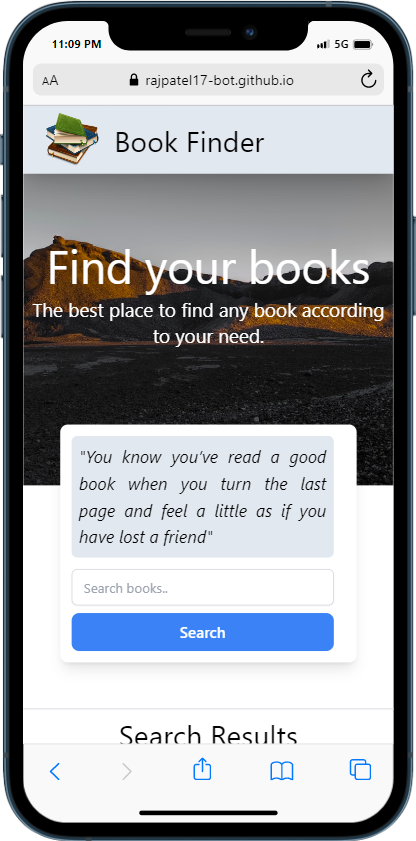 11:09 PM
5G
AA
rajpatel17-bot.github.io
Book Finder
Find your books
The best place to find any book according
to your need.
"You know you've read a good
book when you turn the last
page and feel a little as if you
have lost a friend"
Search books..
Search
Search Results